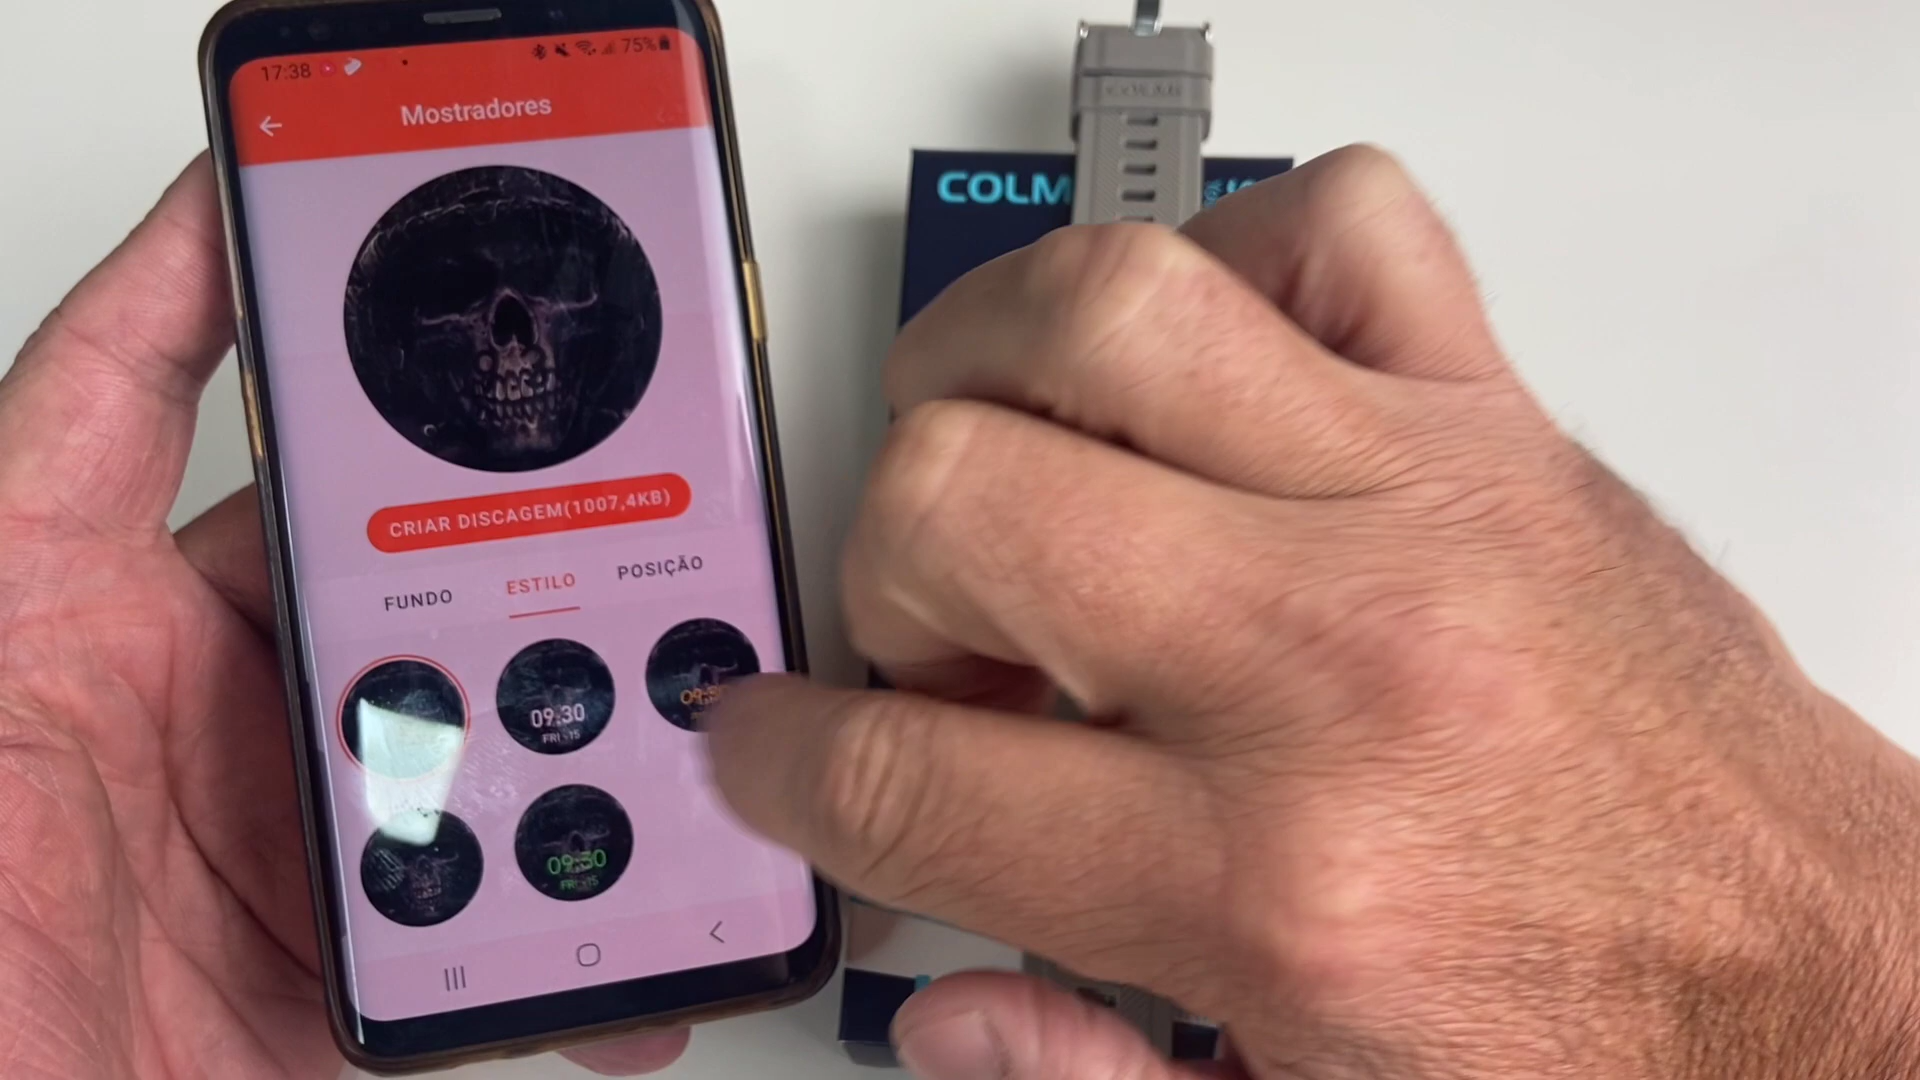 17:38
75%
Mostradores
CRIAR DISCAGEM(1007,4KB)
FUNDO
ESTILO
POSIÇÃO
09:30
FRI 15
09:30
FRI 15
COLM
COLMI